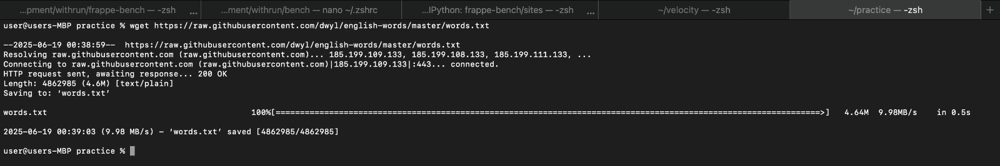 ...pment/withrun/frappe-bench — -zsh ...
...ment/withrun/bench — nano ~/.zshrc
...IPython: frappe-bench/sites — -zsh ...
~/velocity — -zsh
~/practice — -zsh +
user@users-MBP practice % wget https://raw.githubusercontent.com/dwyl/english-words/master/words.txt
--2025-06-19 00:38:59--  https://raw.githubusercontent.com/dwyl/english-words/master/words.txt
Resolving raw.githubusercontent.com (raw.githubusercontent.com)... 185.199.109.133, 185.199.108.133, 185.199.111.133, ...
Connecting to raw.githubusercontent.com (raw.githubusercontent.com)|185.199.109.133|:443... connected.
HTTP request sent, awaiting response... 200 OK
Length: 4862985 (4.6M) [text/plain]
Saving to: ‘words.txt’
words.txt 100%[================================================================================================================>] 4.64M 9.98MB/s in 0.5s
2025-06-19 00:39:03 (9.98 MB/s) - ‘words.txt’ saved [4862985/4862985]
user@users-MBP practice %